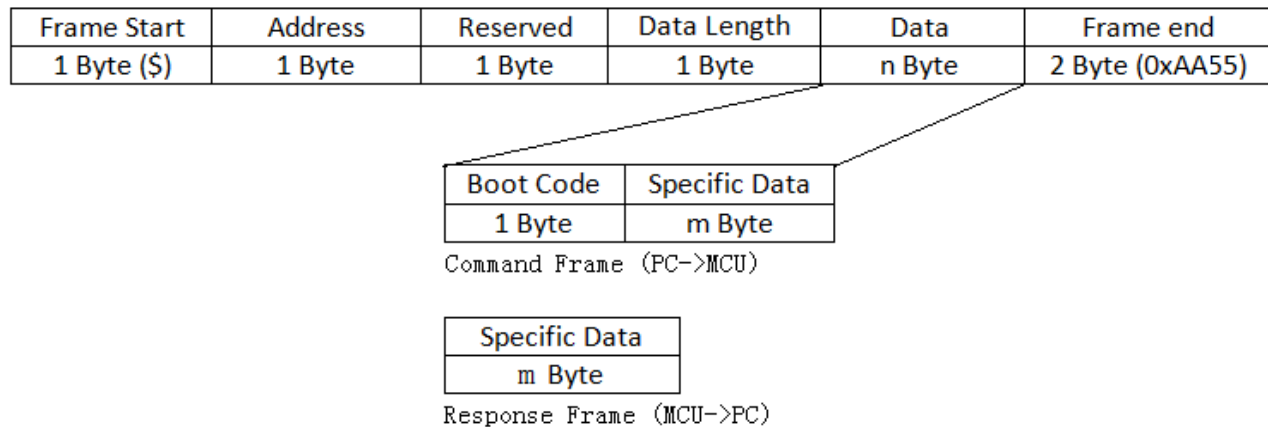 Frame Start Address Reserved Data Length Data Frame end
1 Byte ($) 1 Byte 1 Byte 1 Byte n Byte 2 Byte (0xAA55)
Boot Code Specific Data
1 Byte m Byte
Command Frame (PC->MCU)
Specific Data
m Byte
Response Frame (MCU->PC)